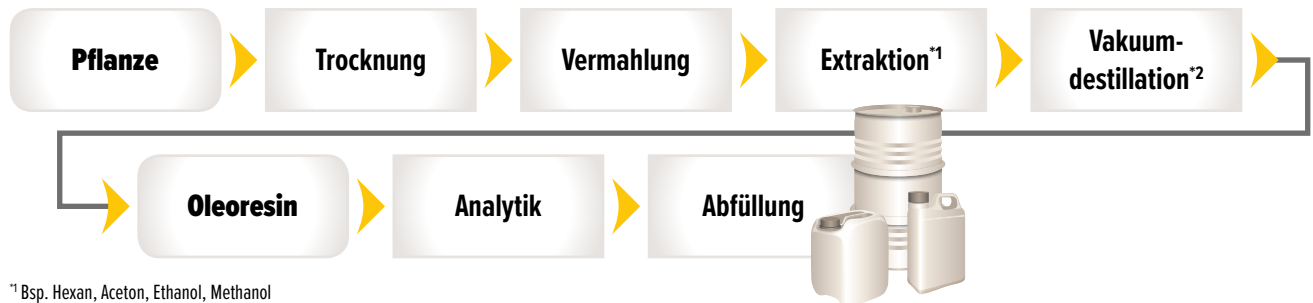 Pflanze
Trocknung
Vermahlung
Extraktion*1
Vakuum-
destillation*2
Oleoresin
Analytik
Abfüllung
*1 Bsp. Hexan, Aceton, Ethanol, Methanol